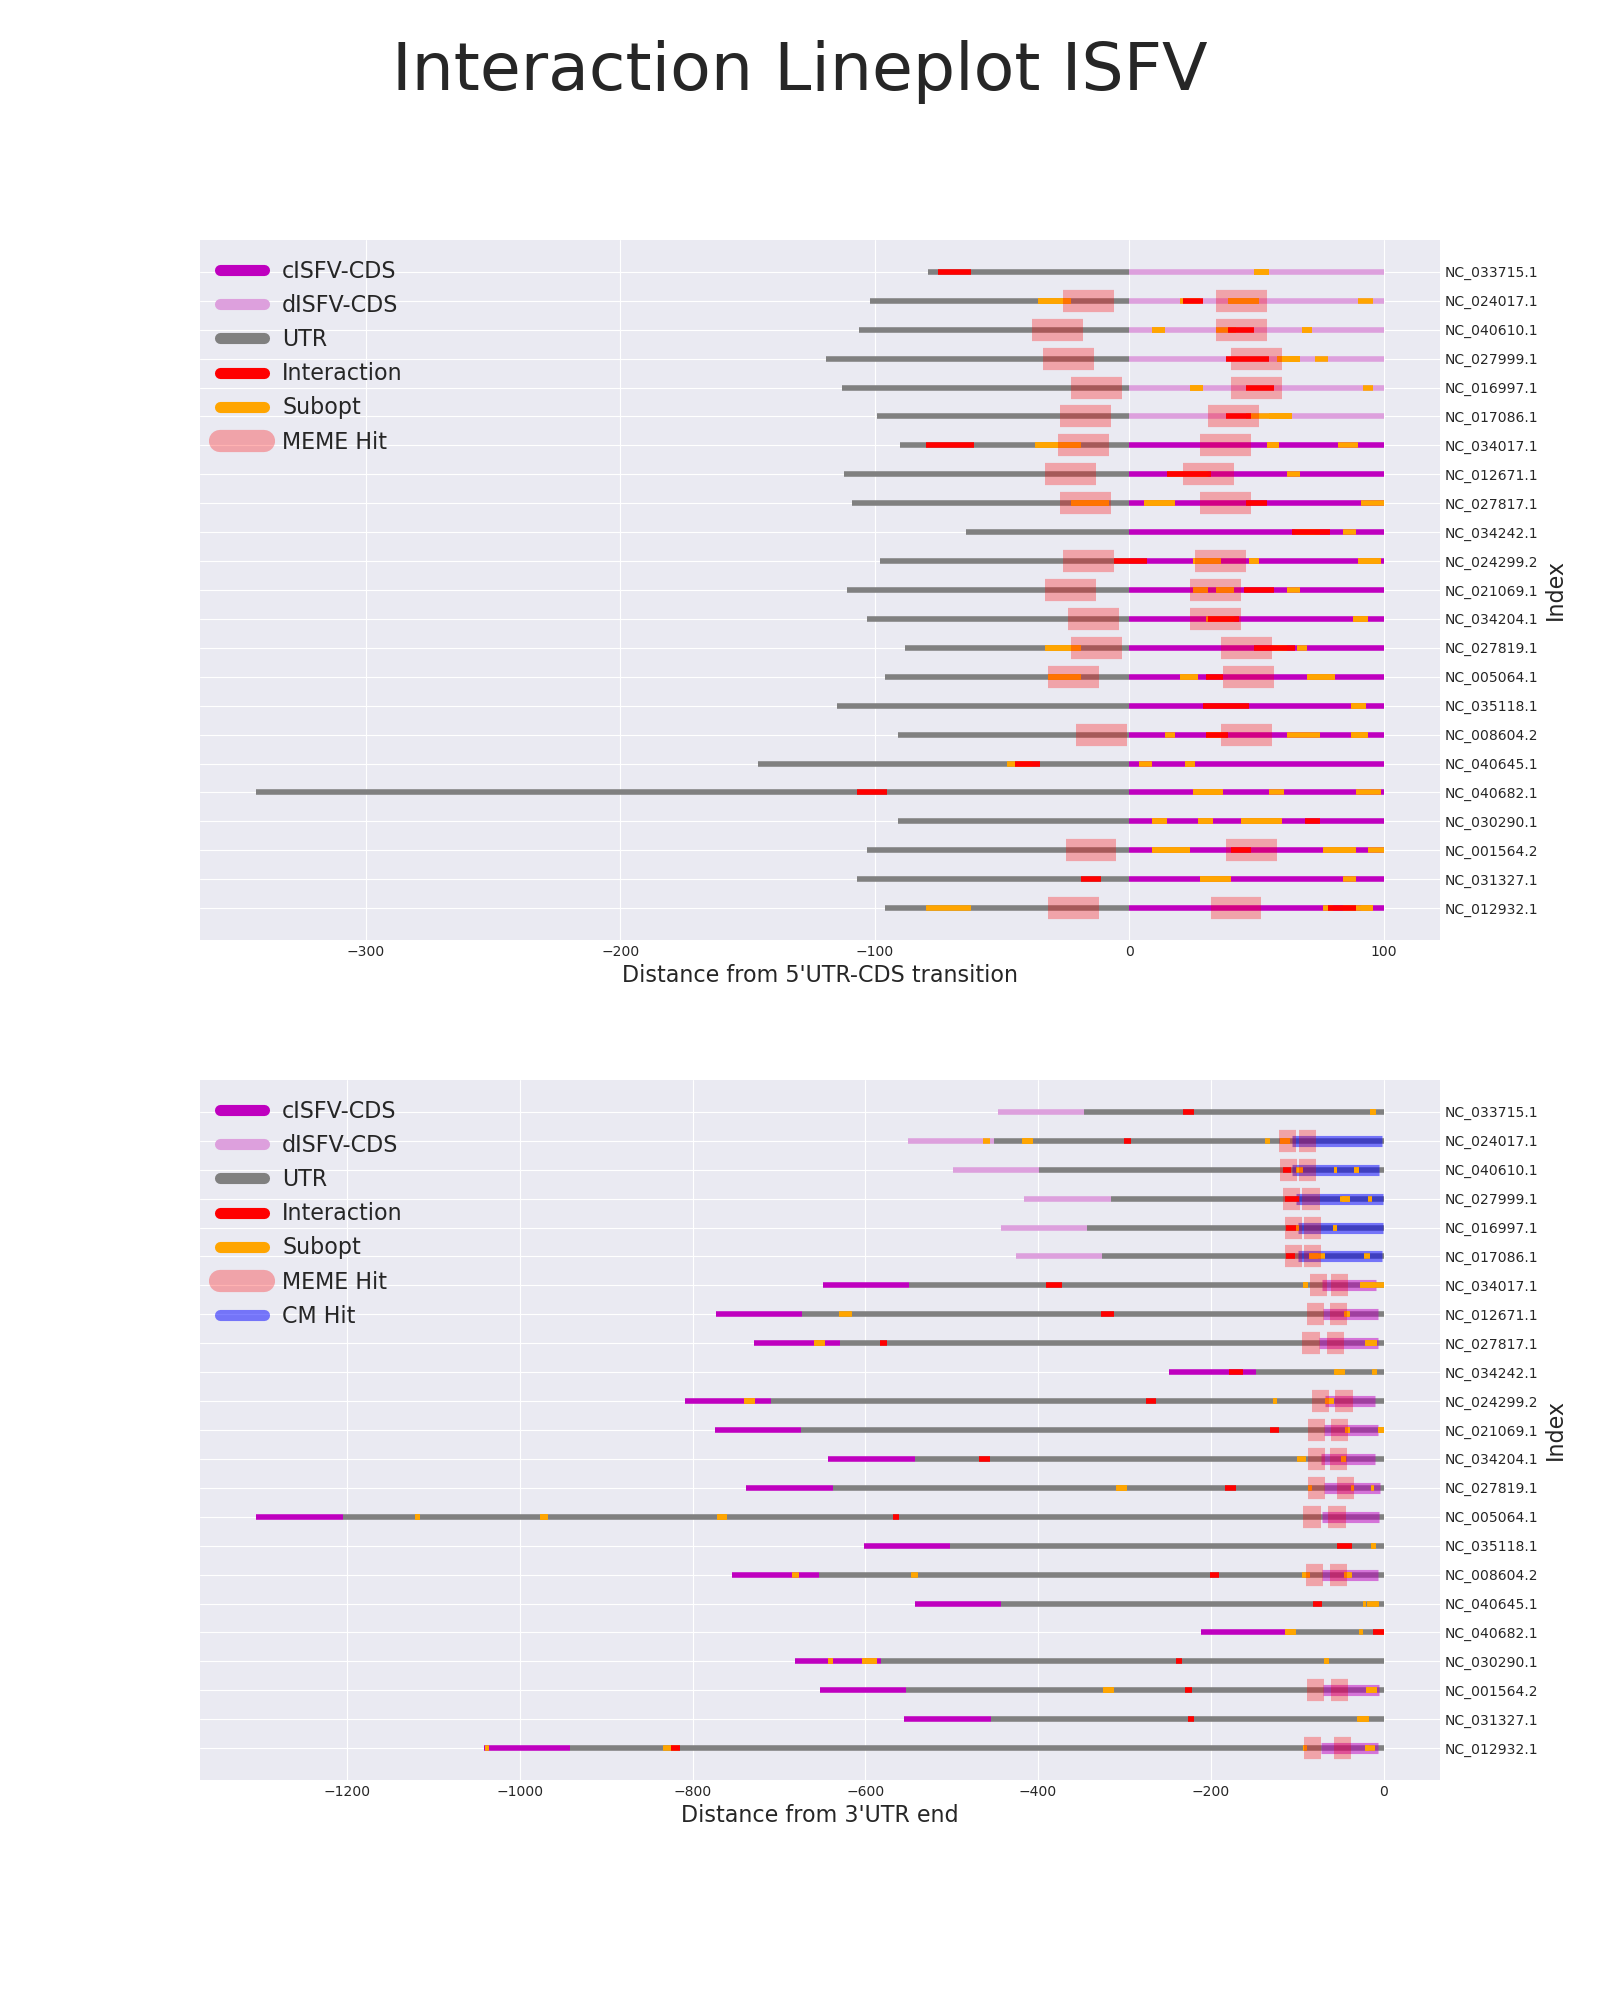 Interaction Lineplot ISFV
cISFV-CDS
dISFV-CDS
UTR
Interaction
Subopt
MEME Hit
NC_033715.1
NC_024017.1
NC_040610.1
NC_027999.1
NC_016997.1
NC_017086.1
NC_034017.1
NC_012671.1
NC_027817.1
NC_034242.1
NC_024299.2
NC_021069.1
NC_034204.1
NC_027819.1
NC_005064.1
NC_035118.1
NC_008604.2
NC_040645.1
NC_040682.1
NC_030290.1
NC_001564.2
NC_031327.1
NC_012932.1
Index
−300 −200 −100 0 100
Distance from 5'UTR-CDS transition
cISFV-CDS
dISFV-CDS
UTR
Interaction
Subopt
MEME Hit
CM Hit
NC_033715.1
NC_024017.1
NC_040610.1
NC_027999.1
NC_016997.1
NC_017086.1
NC_034017.1
NC_012671.1
NC_027817.1
NC_034242.1
NC_024299.2
NC_021069.1
NC_034204.1
NC_027819.1
NC_005064.1
NC_035118.1
NC_008604.2
NC_040645.1
NC_040682.1
NC_030290.1
NC_001564.2
NC_031327.1
NC_012932.1
Index
−1200 −1000 −800 −600 −400 −200 0
Distance from 3'UTR end